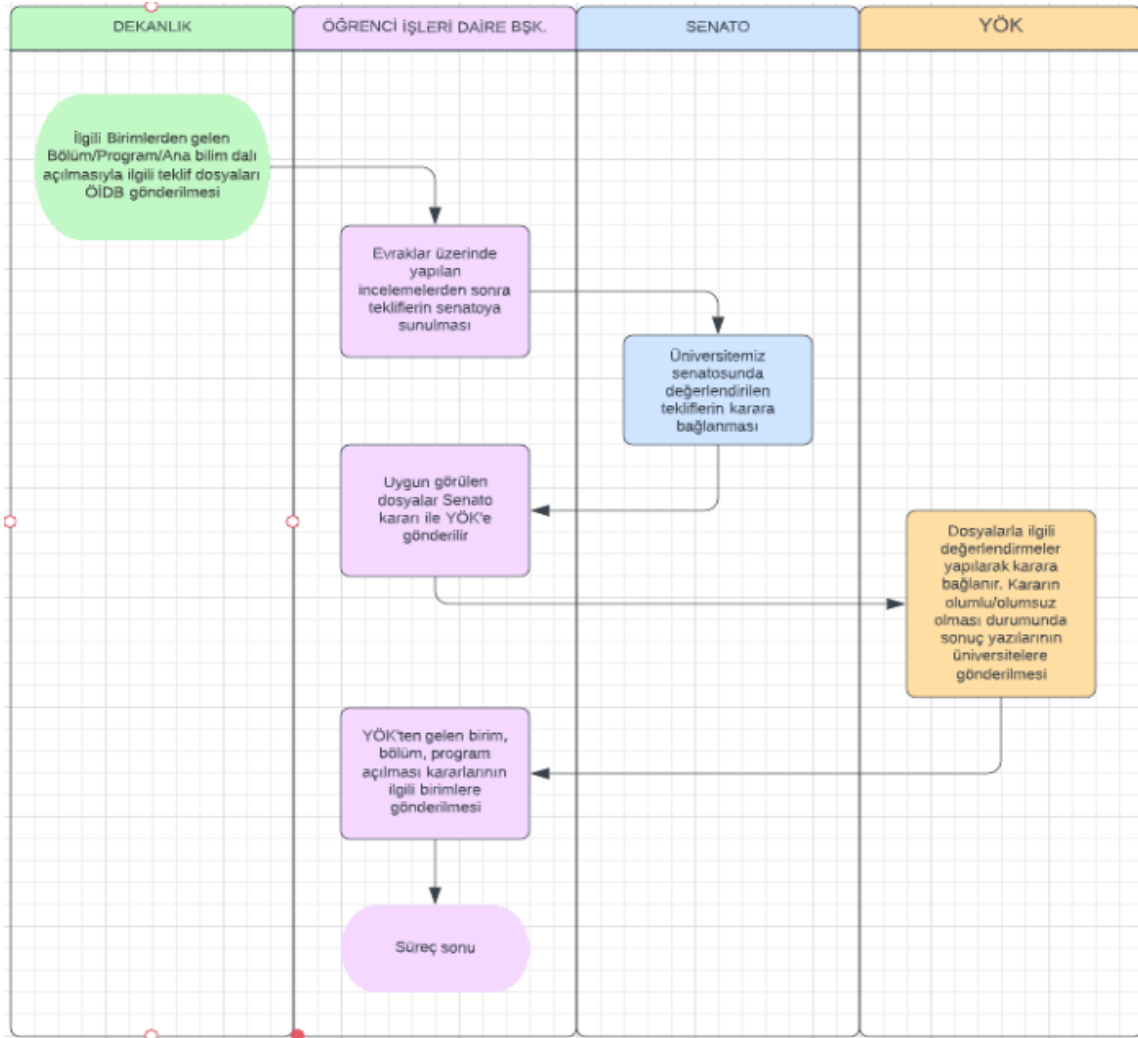 DEKANLIK
ÖĞRENCİ İŞLERİ DAİRE BŞK.
SENATO
YÖK
İlgili Birimlerden gelen
Bölüm/Program/Ana bilim dalı
açılmasıyla ilgili teklif dosyaları
ÖİDB gönderilmesi
Evraklar üzerinde
yapılan
incelemelerden sonra
tekliflerin senatoya
sunulması
Üniversitemiz
senatosunda
değerlendirilen
tekliflerin karara
bağlanması
Uygun görülen
dosyalar Senato
kararı ile YÖK'e
gönderilir
Dosyalarla ilgili
değerlendirmeler
yapılarak karara
bağlanır. Kararın
olumlu/olumsuz
olması durumunda
sonuç yazılarının
üniversitelere
gönderilmesi
YÖK'ten gelen birim,
bölüm, program
açılması kararlarının
ilgili birimlere
gönderilmesi
Süreç sonu